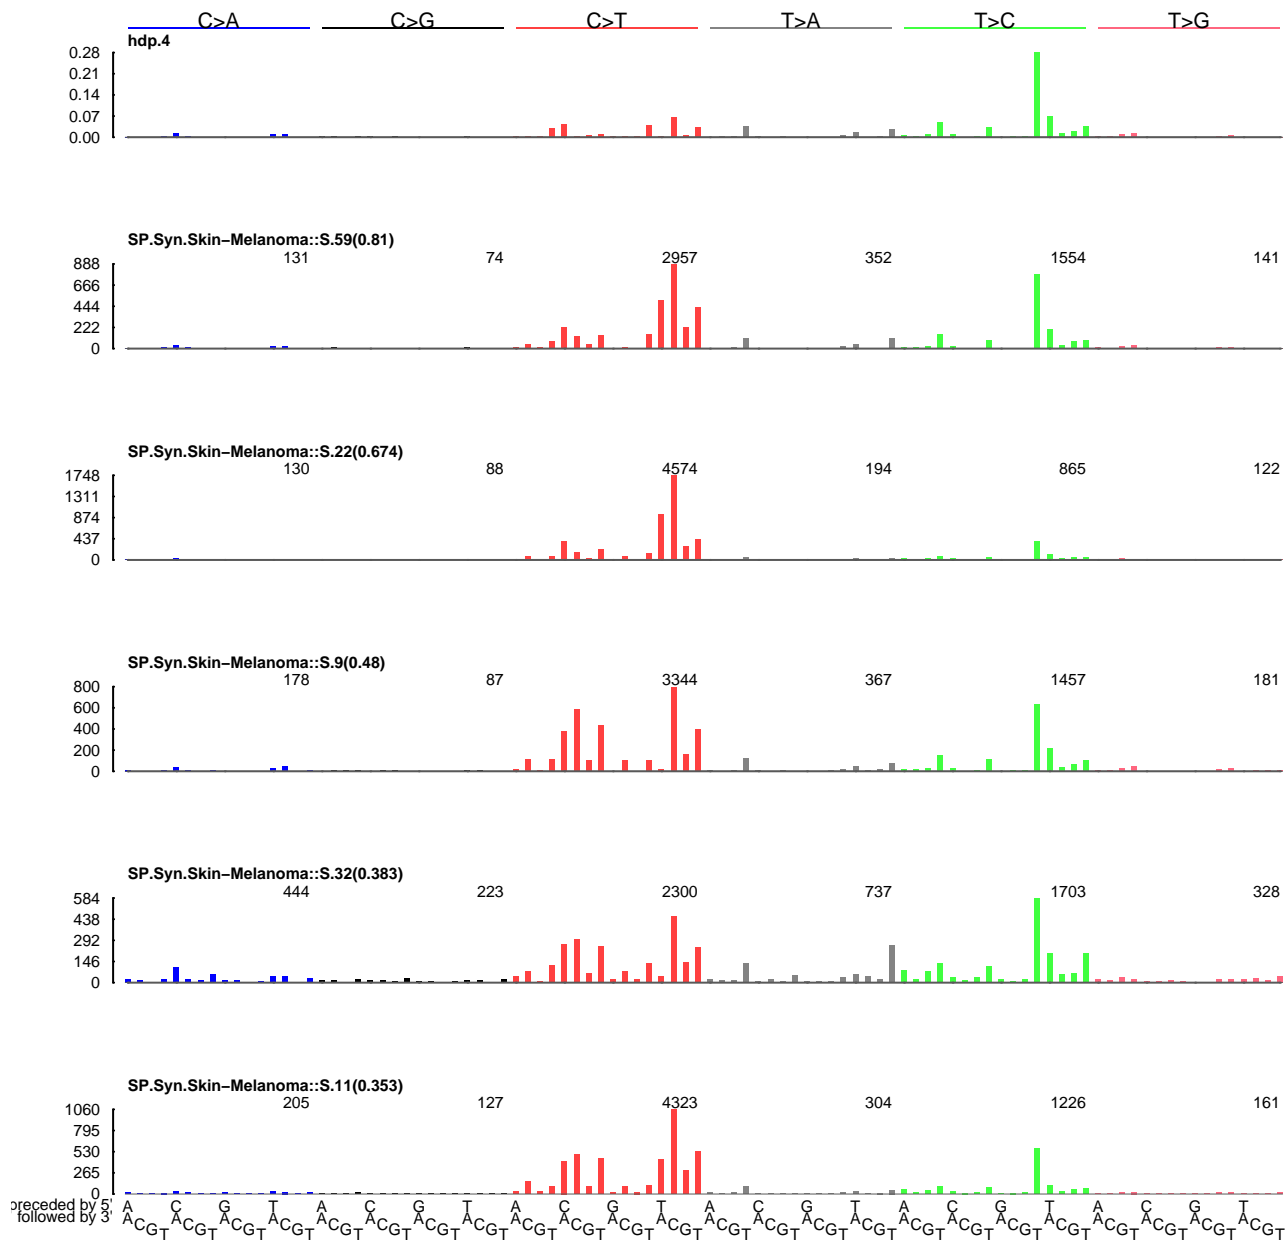 C>A C>G C>T T>A T>C T>G
hdp.4
0.28
0.21
0.14
0.07
0.00
SP.Syn.Skin−Melanoma::S.59(0.81)
131 74 2957 352 1554 141
888
666
444
222
0
SP.Syn.Skin−Melanoma::S.22(0.674)
130 88 4574 194 865 122
1748
1311
874
437
0
SP.Syn.Skin−Melanoma::S.9(0.48)
178 87 3344 367 1457 181
800
600
400
200
0
SP.Syn.Skin−Melanoma::S.32(0.383)
444 223 2300 737 1703 328
584
438
292
146
0
SP.Syn.Skin−Melanoma::S.11(0.353)
205 127 4323 304 1226 161
1060
795
530
265
0
preceded by 5' A C G T A C G T A C G T A C G T A C G T A C G T
followed by 3' A C G T A C G T A C G T A C G T A C G T A C G T A C G T A C G T A C G T A C G T A C G T A C G T A C G T A C G T A C G T A C G T A C G T A C G T A C G T A C G T A C G T A C G T A C G T A C G T